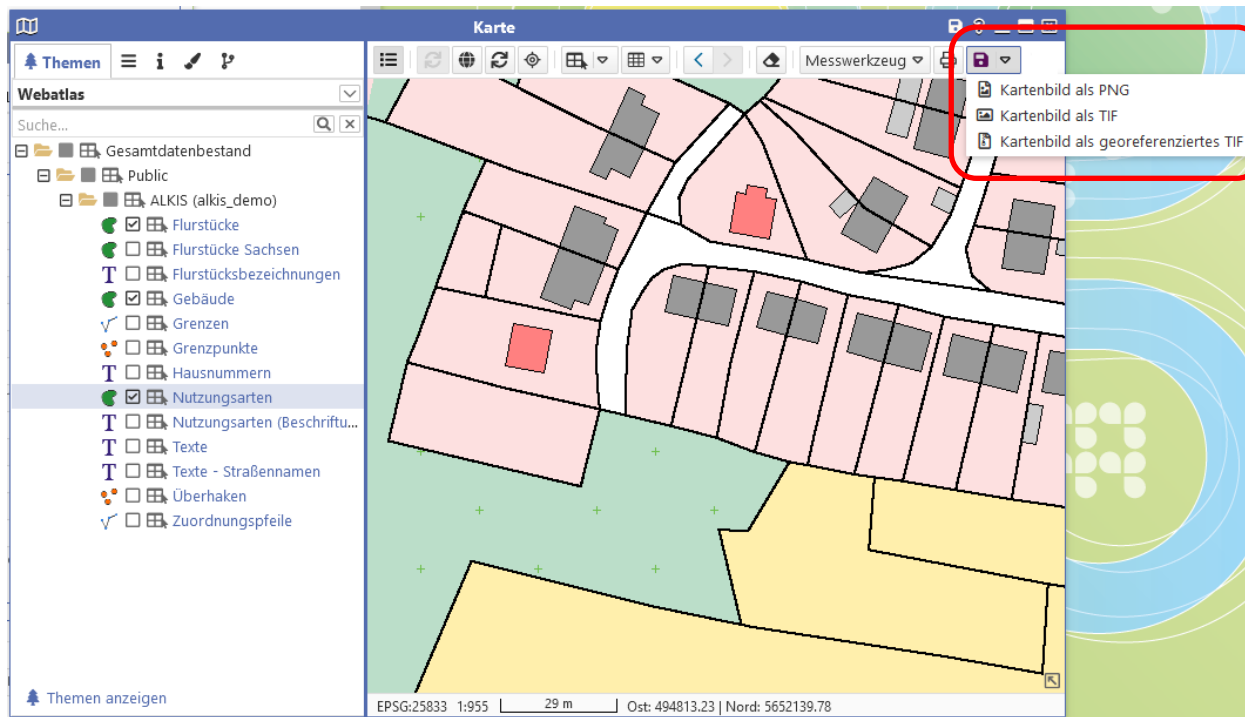 Karte
Themen
Messwerkzeug
Webatlas
Kartenbild als PNG
Kartenbild als TIF
Kartenbild als georeferenziertes TIF
Suche...
Gesamtdatenbestand
Public
ALKIS (alkis_demo)
Flurstücke
Flurstücke Sachsen
Flurstücksbezeichnungen
Gebäude
Grenzen
Grenzpunkte
Hausnummern
Nutzungsarten
Nutzungsarten (Beschriftu...
Texte
Texte - Straßennamen
Überhaken
Zuordnungspfeile
Themen anzeigen
EPSG:25833 1:955 29 m Ost: 494813.23 | Nord: 5652139.78